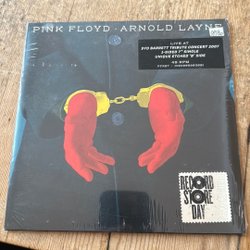 PINK FLOYD · ARNOLD LAYNE
LIVE AT
SYD BARRETT TRIBUTE CONCERT 2007
1-SIDED 7" SINGLE
UNIQUE ETCHED 'B' SIDE
45 RPM
RECORD
STORE
DAY